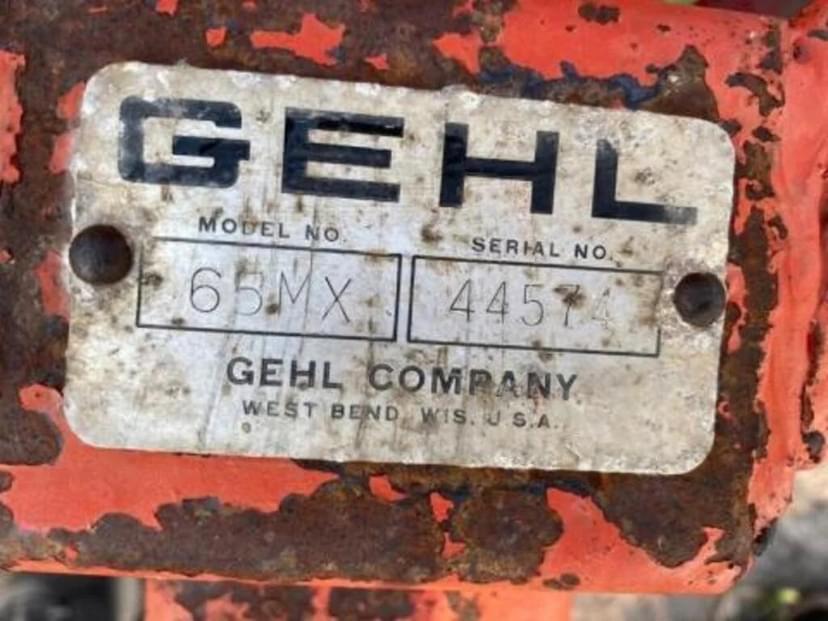 GEHL
MODEL NO. SERIAL NO.
65MX 44574
GEHL COMPANY
WEST BEND, WIS. U.S.A.